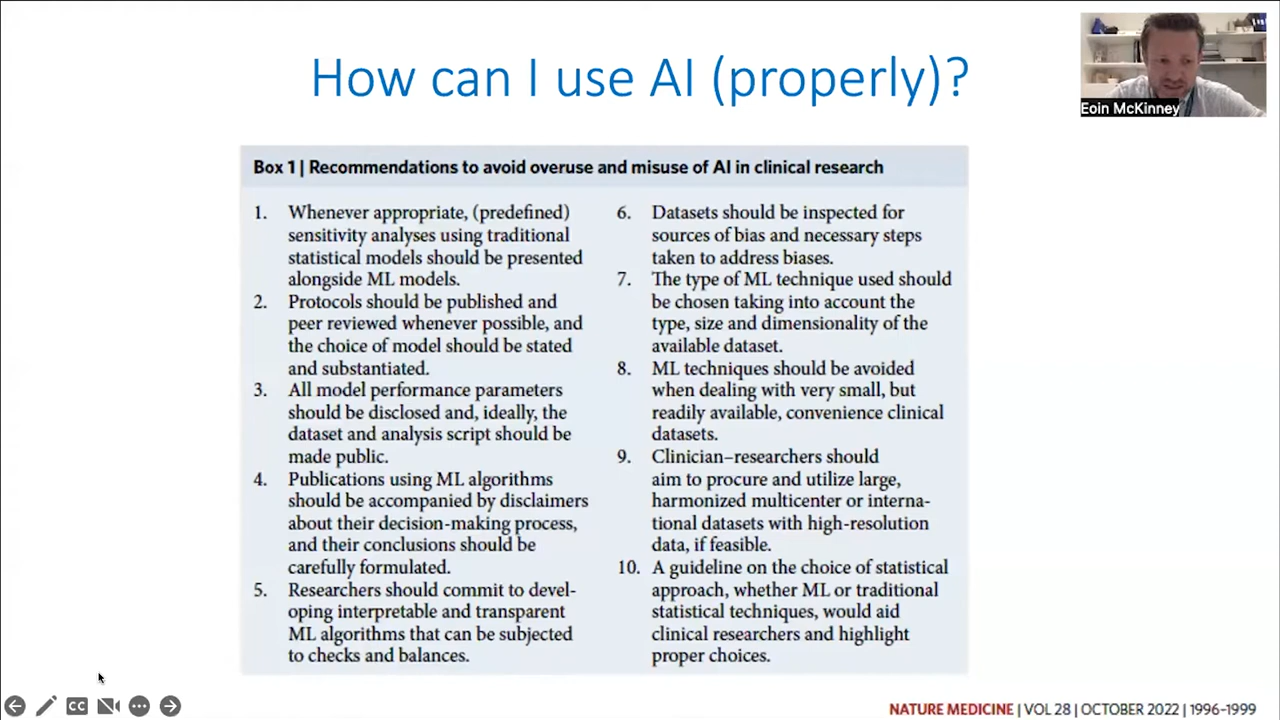 How can I use AI (properly)?
Eoin McKinney
Box 1 | Recommendations to avoid overuse and misuse of AI in clinical research
1. Whenever appropriate, (predefined)
sensitivity analyses using traditional
statistical models should be presented
alongside ML models.
2. Protocols should be published and
peer reviewed whenever possible, and
the choice of model should be stated
and substantiated.
3. All model performance parameters
should be disclosed and, ideally, the
dataset and analysis script should be
made public.
4. Publications using ML algorithms
should be accompanied by disclaimers
about their decision-making process,
and their conclusions should be
carefully formulated.
5. Researchers should commit to devel-
oping interpretable and transparent
ML algorithms that can be subjected
to checks and balances.
6. Datasets should be inspected for
sources of bias and necessary steps
taken to address biases.
7. The type of ML technique used should
be chosen taking into account the
type, size and dimensionality of the
available dataset.
8. ML techniques should be avoided
when dealing with very small, but
readily available, convenience clinical
datasets.
9. Clinician–researchers should
aim to procure and utilize large,
harmonized multicenter or interna-
tional datasets with high-resolution
data, if feasible.
10. A guideline on the choice of statistical
approach, whether ML or traditional
statistical techniques, would aid
clinical researchers and highlight
proper choices.
CC
NATURE MEDICINE | VOL 28 | OCTOBER 2022 | 1996–1999